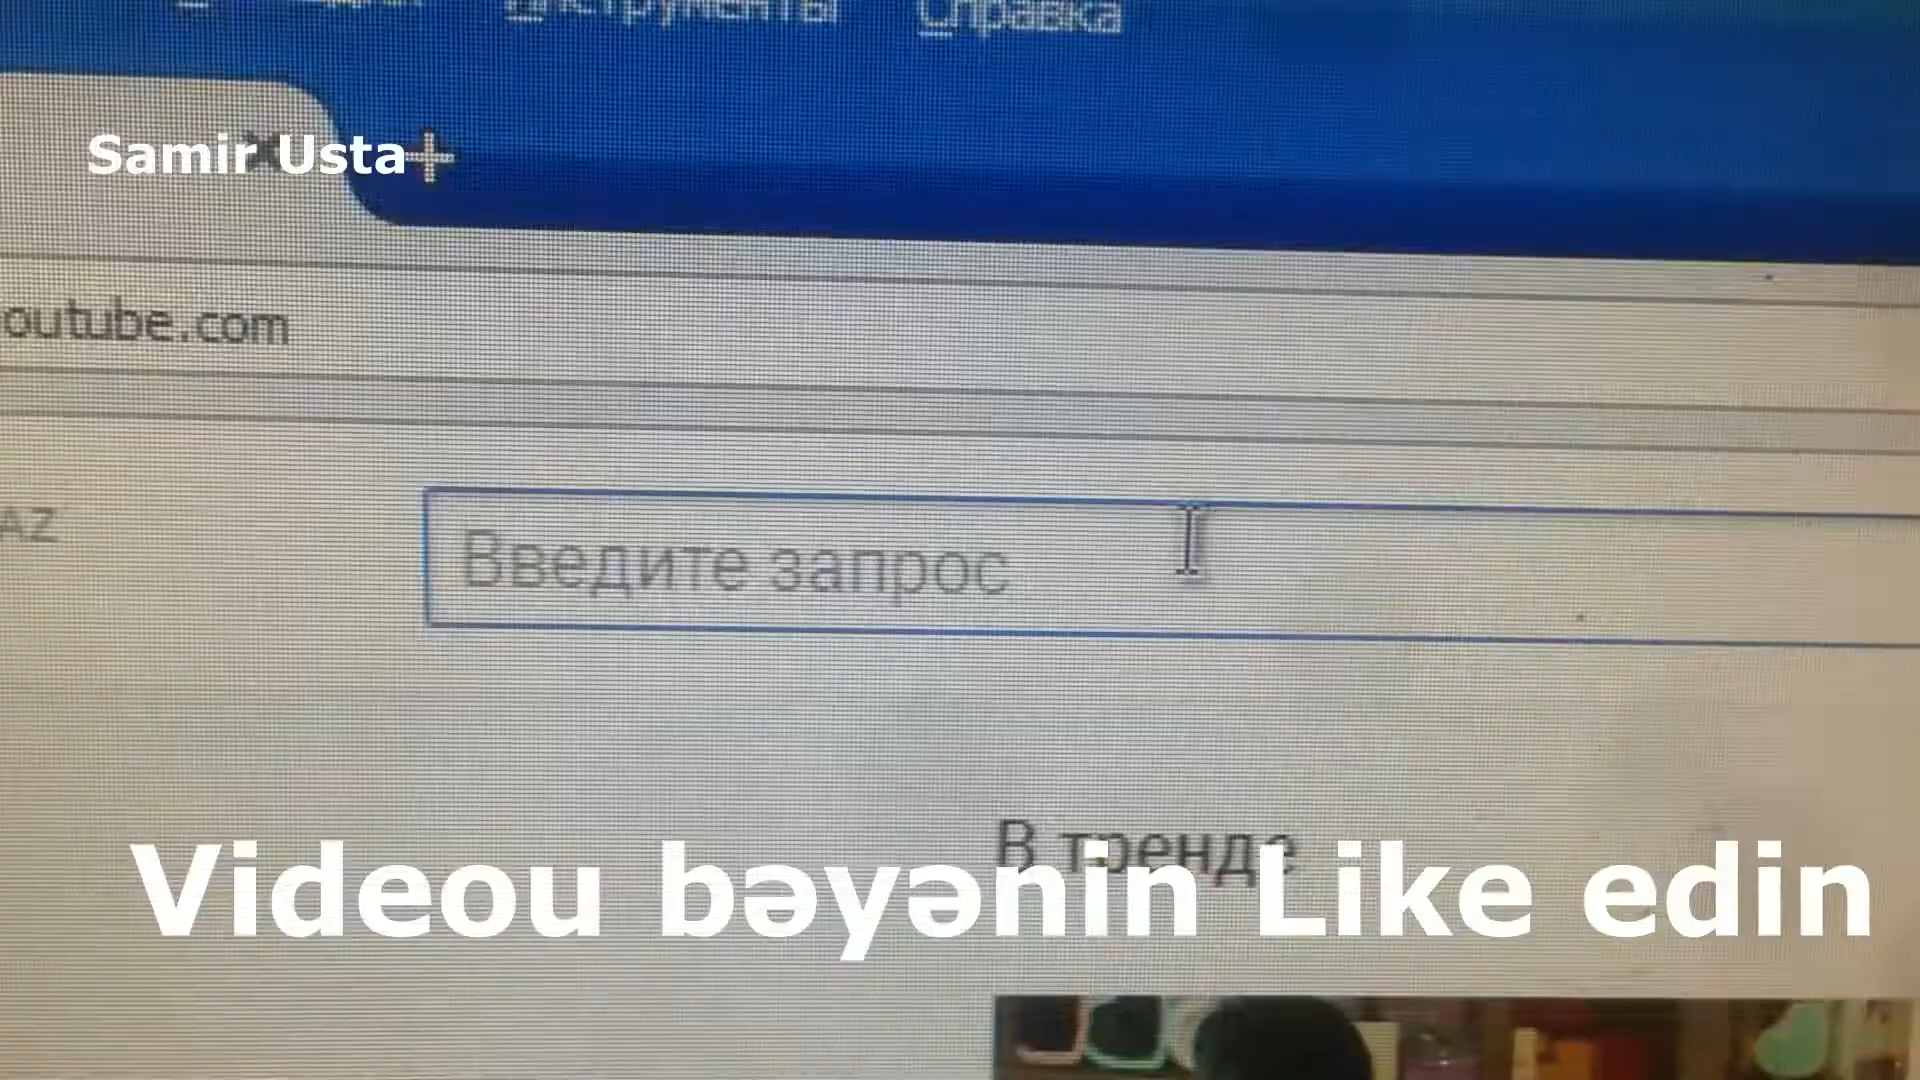 Инструменты Справка
Samir Usta
outube.com
AZ
Введите запрос
В тренде
Videou bəyənin Like edin